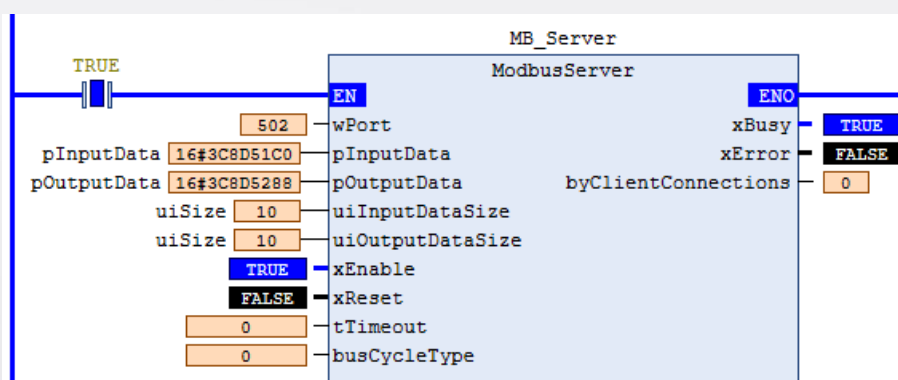 MB_Server
TRUE
ModbusServer
EN ENO
502 wPort xBusy TRUE
pInputData 16#3C8D51C0 pInputData xError FALSE
pOutputData 16#3C8D5288 pOutputData byClientConnections 0
uiSize 10 uiInputDataSize
uiSize 10 uiOutputDataSize
TRUE xEnable
FALSE xReset
0 tTimeout
0 busCycleType